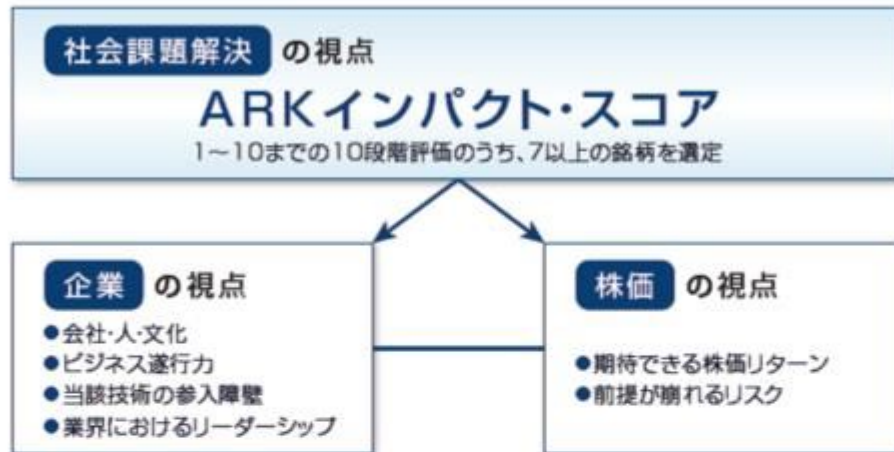 社会課題解決 の視点
ARKインパクト・スコア
1〜10までの10段階評価のうち、7以上の銘柄を選定
企業 の視点
●会社・人・文化
●ビジネス遂行力
●当該技術の参入障壁
●業界におけるリーダーシップ
株価 の視点
●期待できる株価リターン
●前提が崩れるリスク